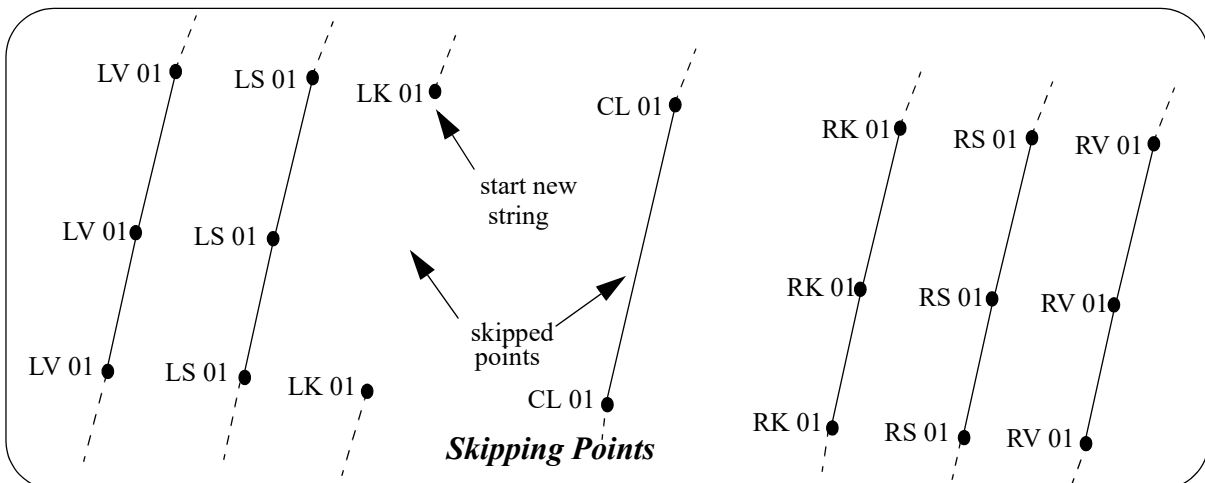 LV 01
LS 01
LK 01
CL 01
RK 01
RS 01
RV 01
start new
string
LV 01
LS 01
RK 01
RS 01
RV 01
skipped
points
LV 01
LS 01
LK 01
CL 01
RK 01
RS 01
RV 01
Skipping Points